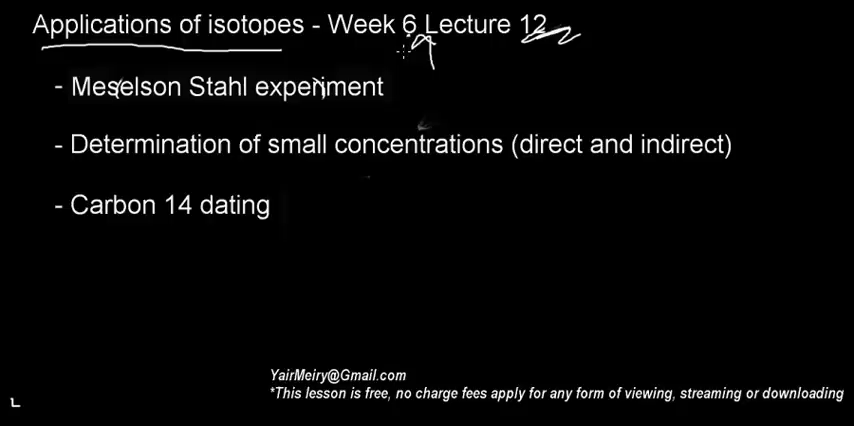 Applications of isotopes - Week 6 Lecture 12
- Meselson Stahl experiment
- Determination of small concentrations (direct and indirect)
- Carbon 14 dating
YairMeiry@Gmail.com
*This lesson is free, no charge fees apply for any form of viewing, streaming or downloading